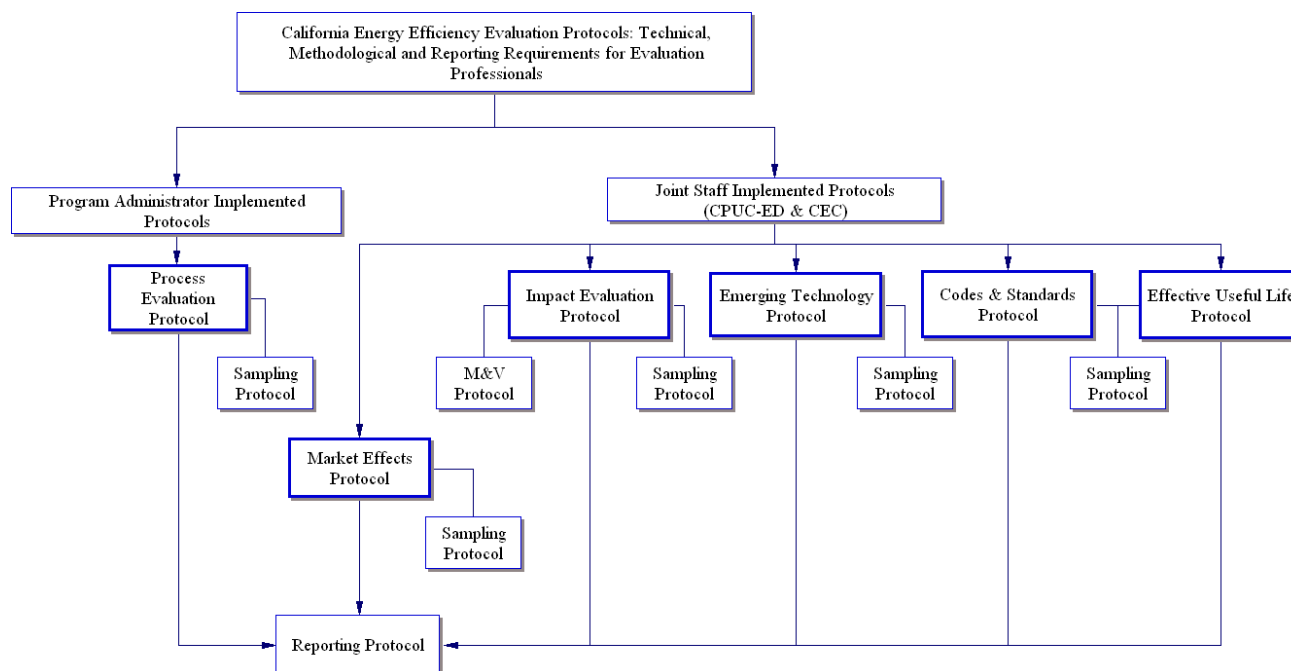 California Energy Efficiency Evaluation Protocols: Technical,
Methodological and Reporting Requirements for Evaluation
Professionals
Program Administrator Implemented
Protocols
Joint Staff Implemented Protocols
(CPUC-ED & CEC)
Process
Evaluation
Protocol
Impact Evaluation
Protocol
Emerging Technology
Protocol
Codes & Standards
Protocol
Effective Useful Life
Protocol
Sampling
Protocol
M&V
Protocol
Sampling
Protocol
Sampling
Protocol
Sampling
Protocol
Market Effects
Protocol
Sampling
Protocol
Reporting Protocol